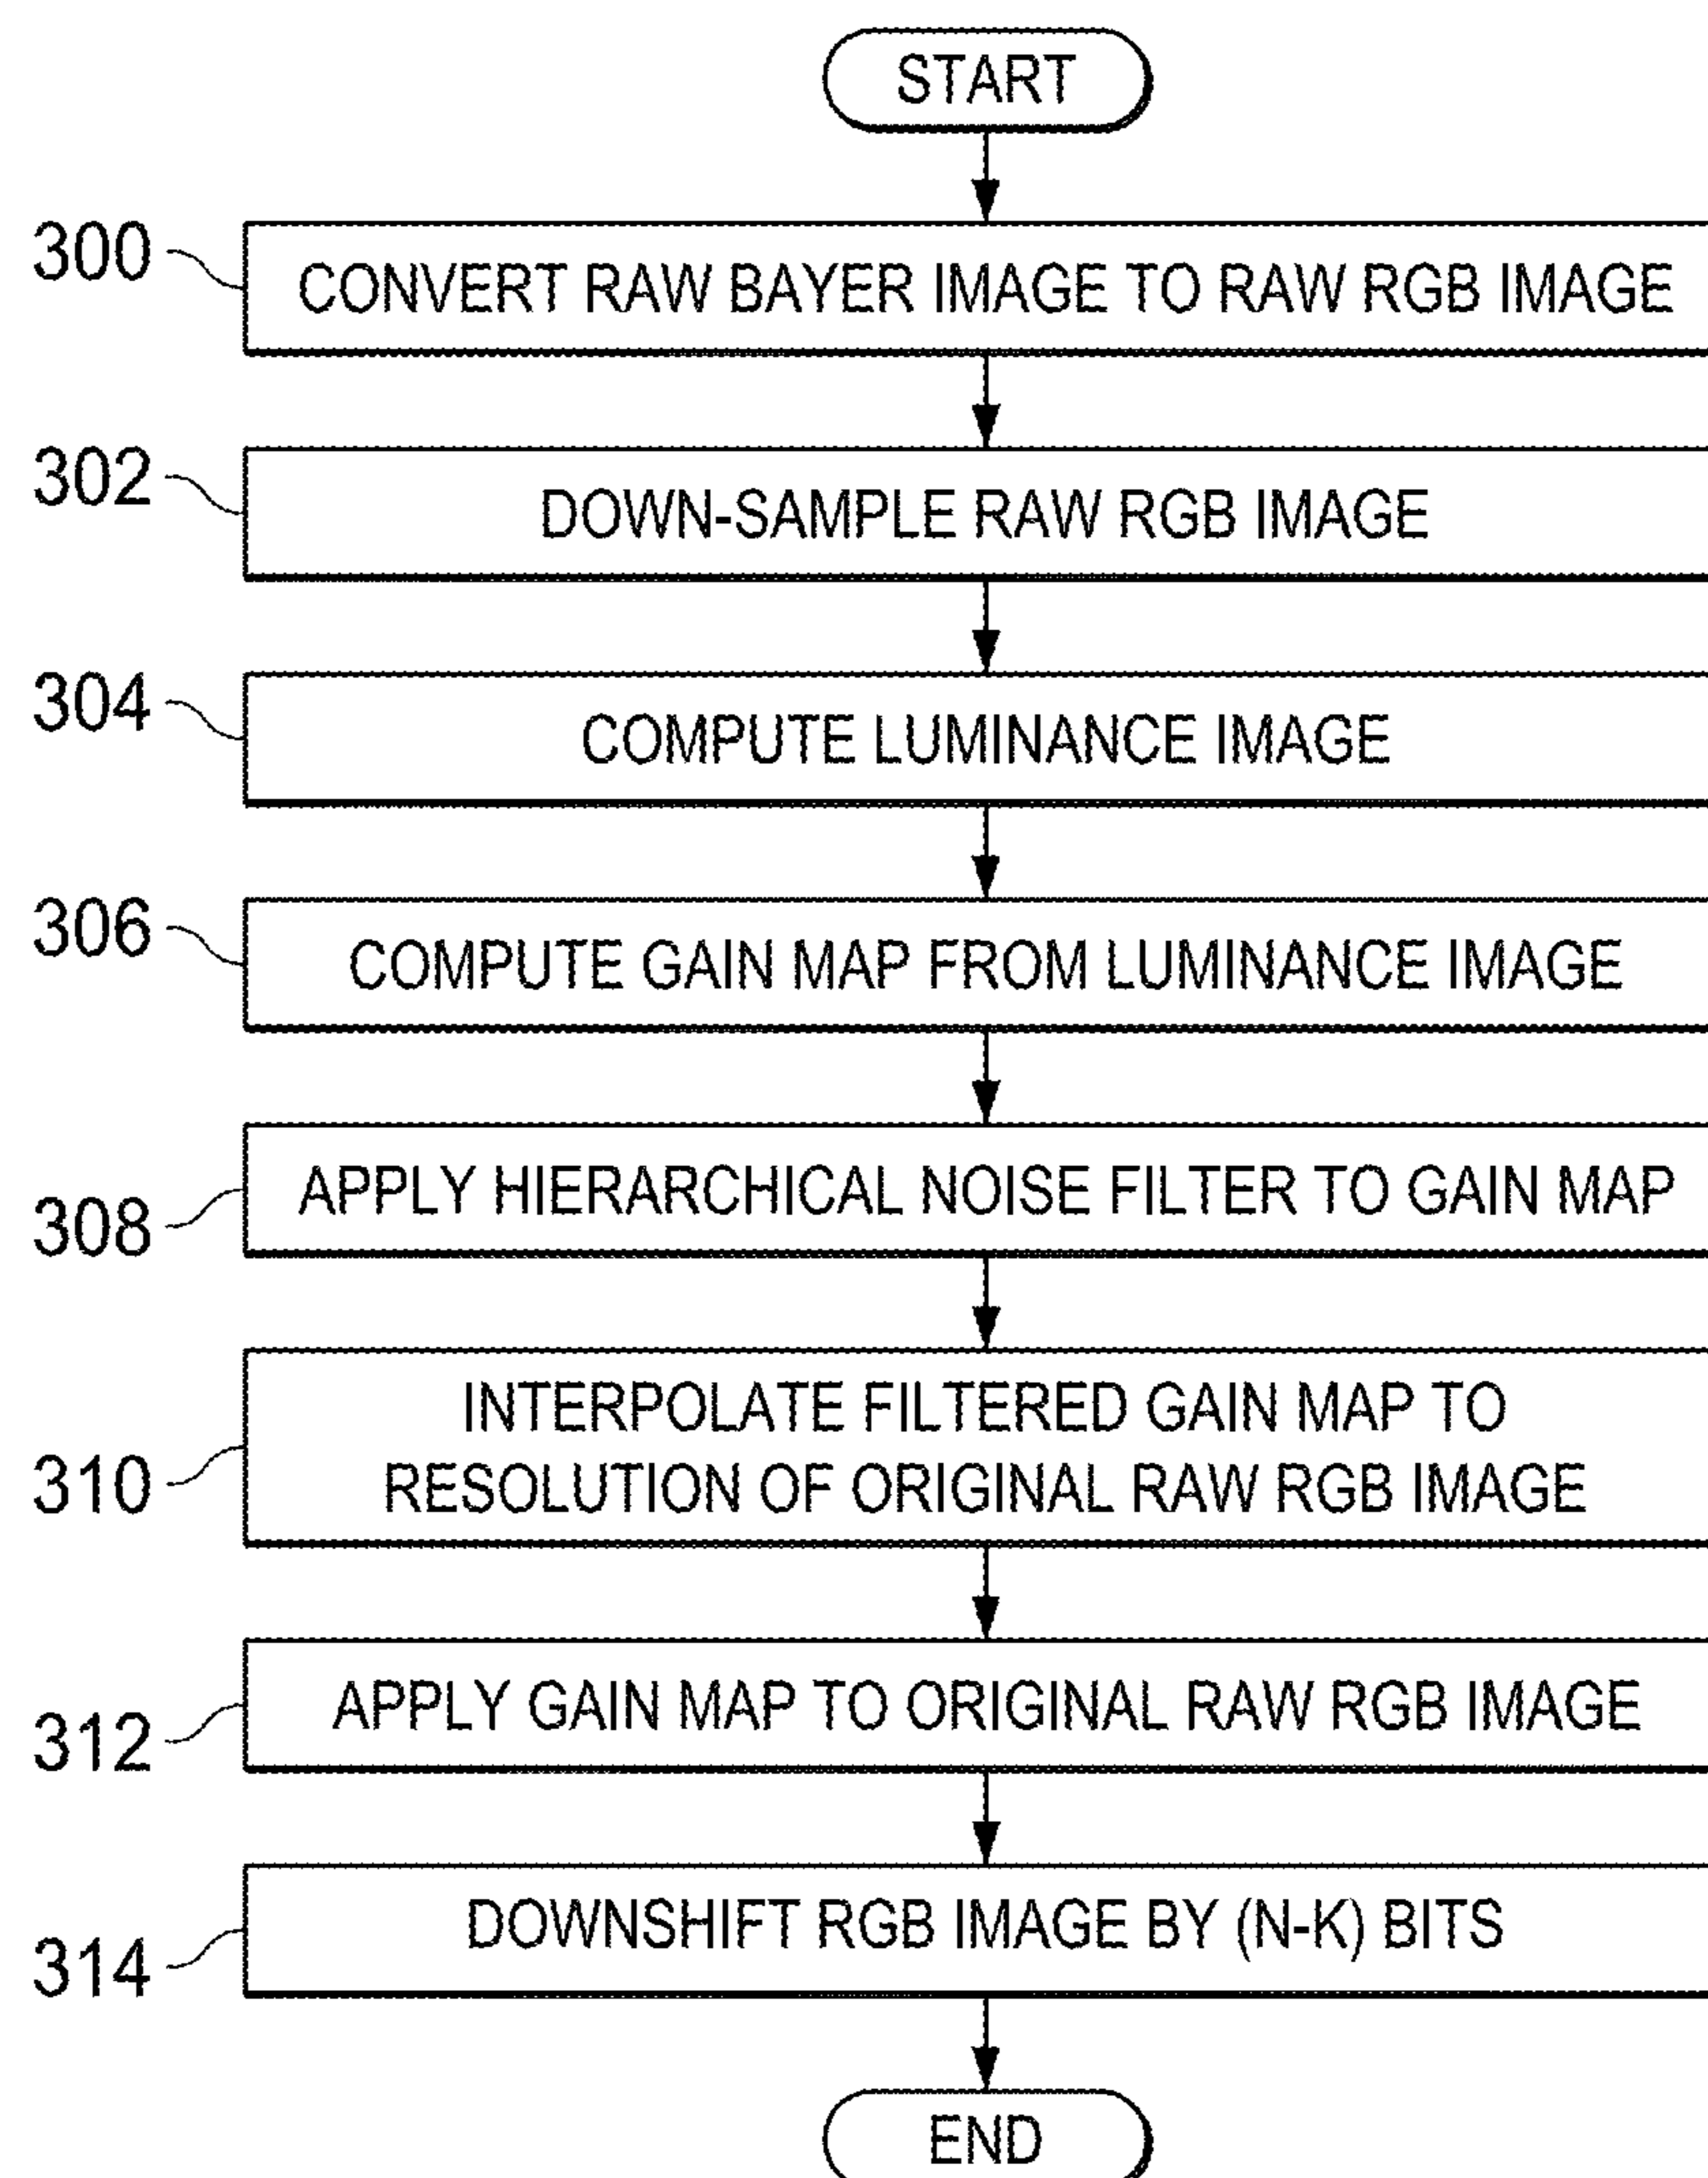 START
300
CONVERT RAW BAYER IMAGE TO RAW RGB IMAGE
302
DOWN-SAMPLE RAW RGB IMAGE
304
COMPUTE LUMINANCE IMAGE
306
COMPUTE GAIN MAP FROM LUMINANCE IMAGE
308
APPLY HIERARCHICAL NOISE FILTER TO GAIN MAP
310
INTERPOLATE FILTERED GAIN MAP TO
RESOLUTION OF ORIGINAL RAW RGB IMAGE
312
APPLY GAIN MAP TO ORIGINAL RAW RGB IMAGE
314
DOWNSHIFT RGB IMAGE BY (N-K) BITS
END